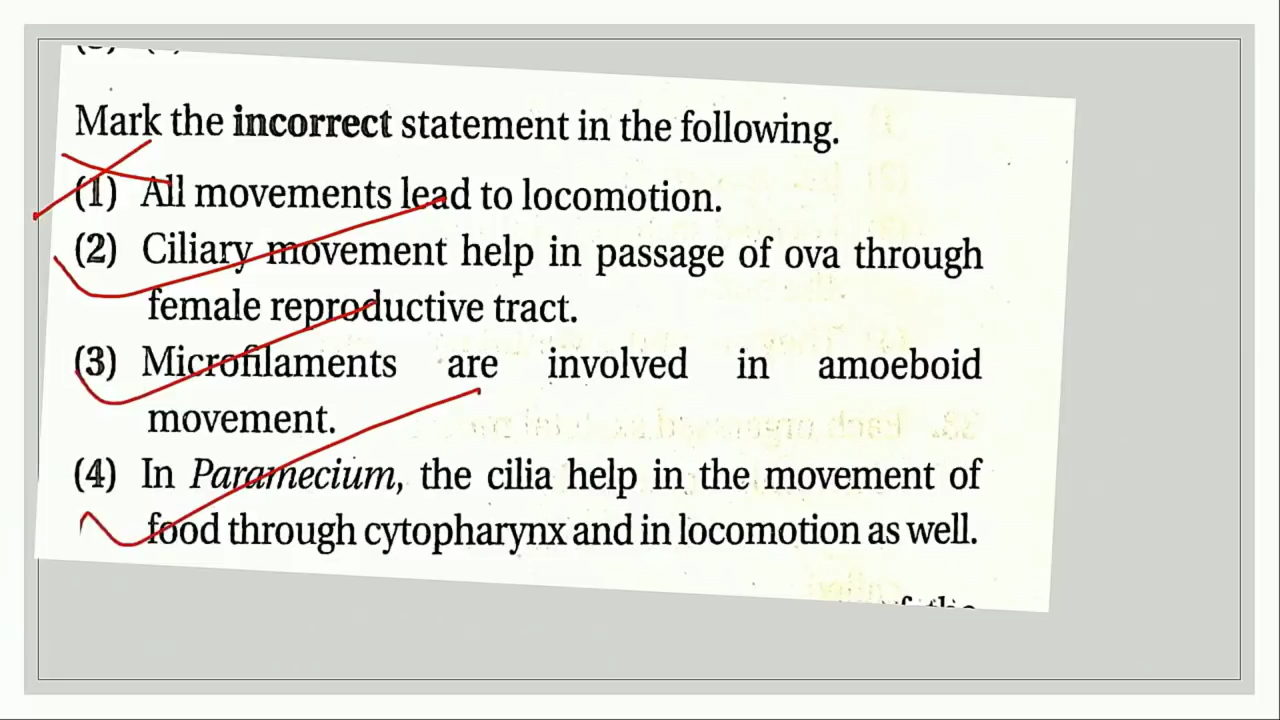 Mark the incorrect statement in the following.
(1) All movements lead to locomotion.
(2) Ciliary movement help in passage of ova through
female reproductive tract.
(3) Microfilaments are involved in amoeboid
movement.
(4) In Paramecium, the cilia help in the movement of
food through cytopharynx and in locomotion as well.